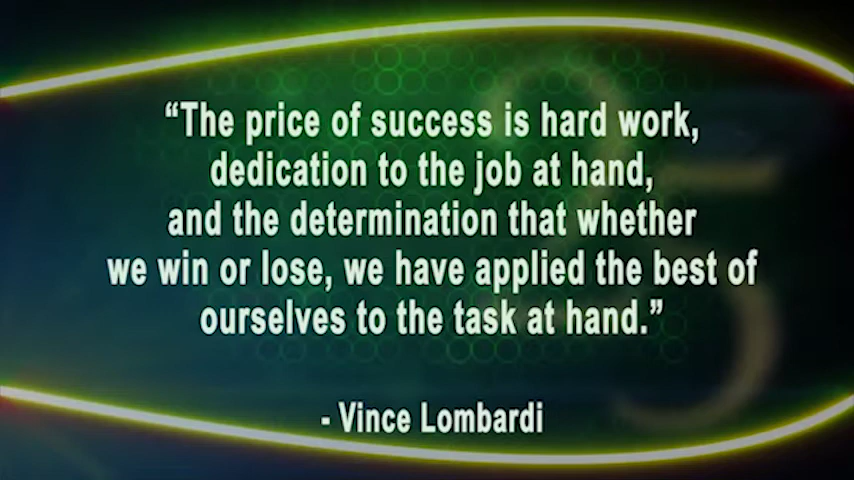 “The price of success is hard work,
dedication to the job at hand,
and the determination that whether
we win or lose, we have applied the best of
ourselves to the task at hand.”
- Vince Lombardi